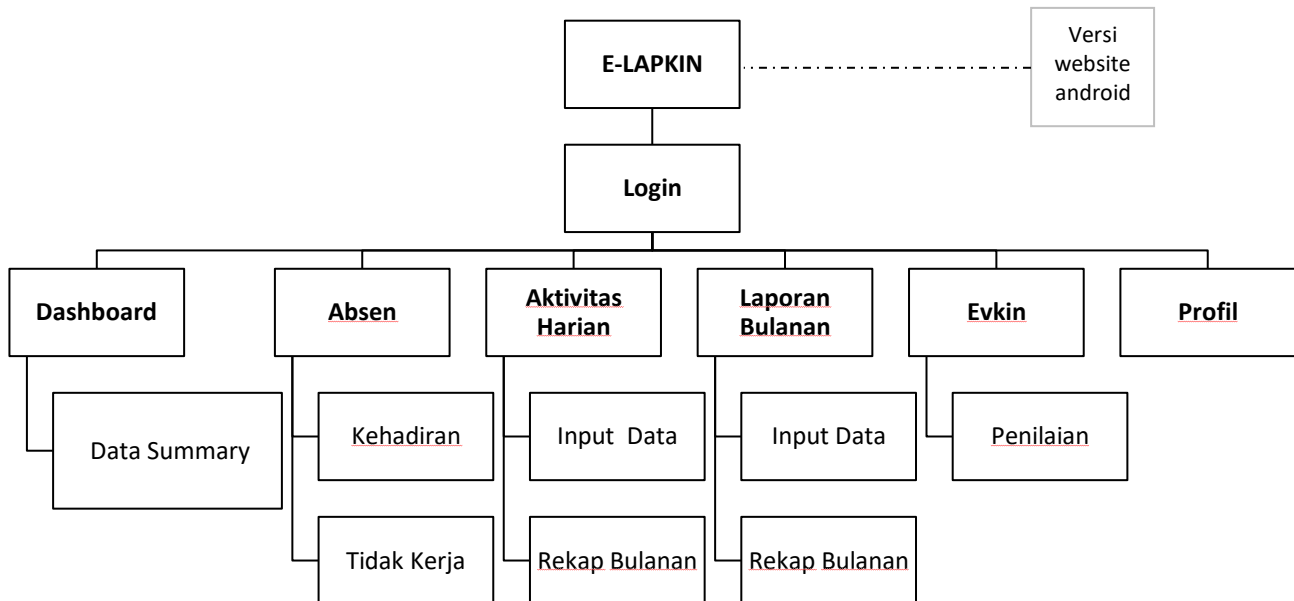 E-LAPKIN
Versi
website
android
Login
Dashboard
Absen
Aktivitas
Harian
Laporan
Bulanan
Evkin
Profil
Data Summary
Kehadiran
Input  Data
Input Data
Penilaian
Tidak Kerja
Rekap Bulanan
Rekap Bulanan